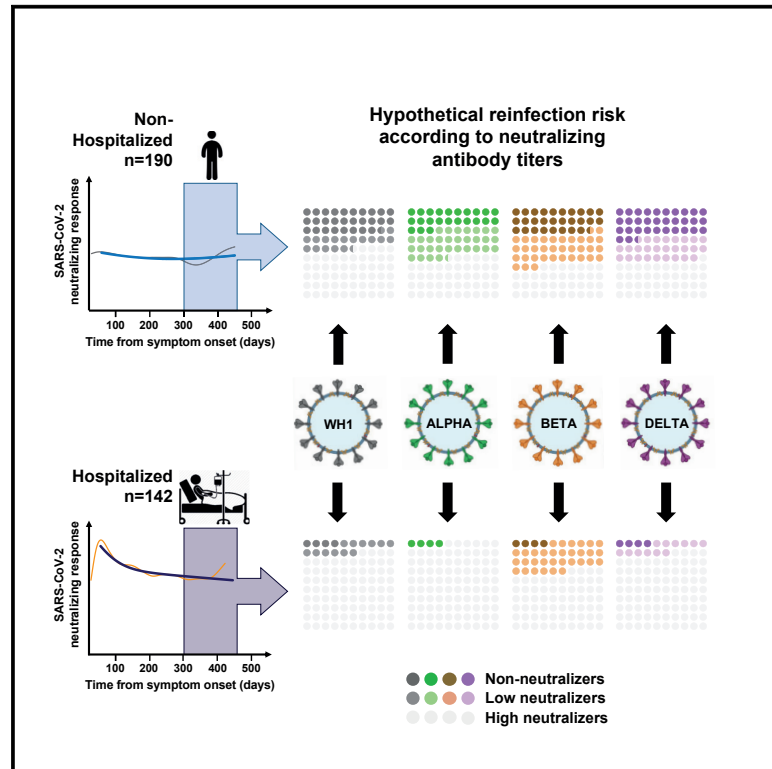 Non-
Hospitalized
n=190
Hypothetical reinfection risk
according to neutralizing
antibody titers
SARS-CoV-2
neutralizing response
100 200 300 400 500
Time from symptom onset (days)
WH1
ALPHA
BETA
DELTA
Hospitalized
n=142
SARS-CoV-2
neutralizing response
100 200 300 400 500
Time from symptom onset (days)
Non-neutralizers
Low neutralizers
High neutralizers